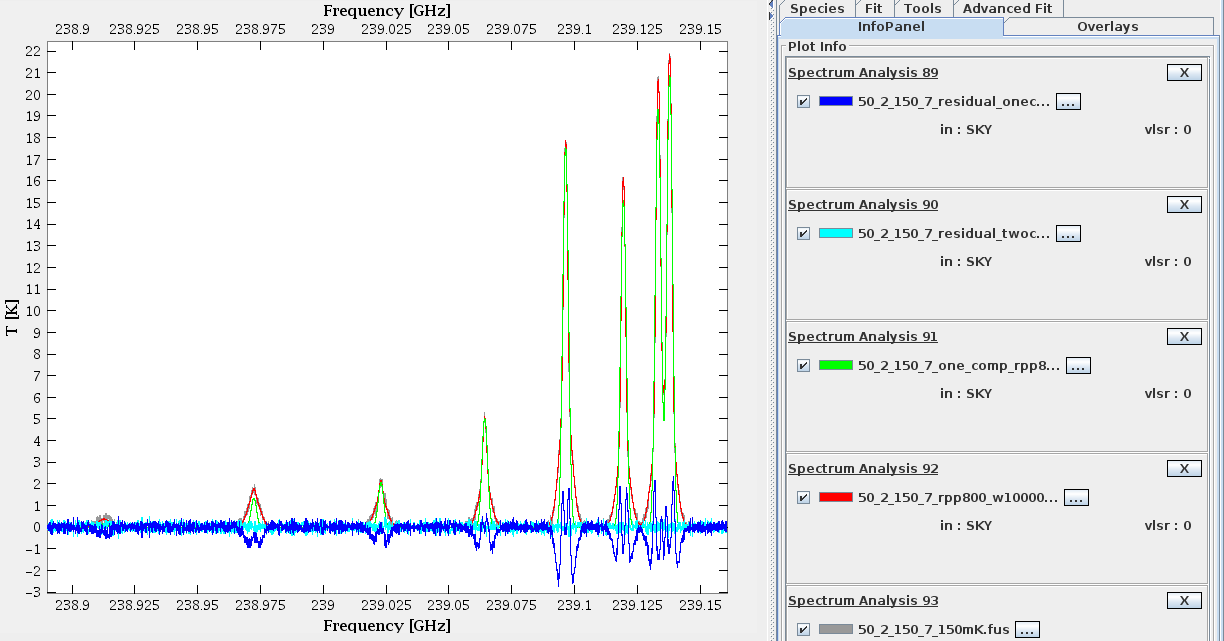 Frequency [GHz]
238.9 238.925 238.95 238.975 239 239.025 239.05 239.075 239.1 239.125 239.15
T [K]
22
21
20
19
18
17
16
15
14
13
12
11
10
9
8
7
6
5
4
3
2
1
0
-1
-2
-3
238.9 238.925 238.95 238.975 239 239.025 239.05 239.075 239.1 239.125 239.15
Frequency [GHz]
Species Fit Tools Advanced Fit
InfoPanel Overlays
Plot Info
Spectrum Analysis 89 X
50_2_150_7_residual_onec... ...
in : SKY vlsr : 0
Spectrum Analysis 90 X
50_2_150_7_residual_twoc... ...
in : SKY vlsr : 0
Spectrum Analysis 91 X
50_2_150_7_one_comp_rpp8... ...
in : SKY vlsr : 0
Spectrum Analysis 92 X
50_2_150_7_rpp800_w10000... ...
in : SKY vlsr : 0
Spectrum Analysis 93 X
50_2_150_7_150mK.fus ...